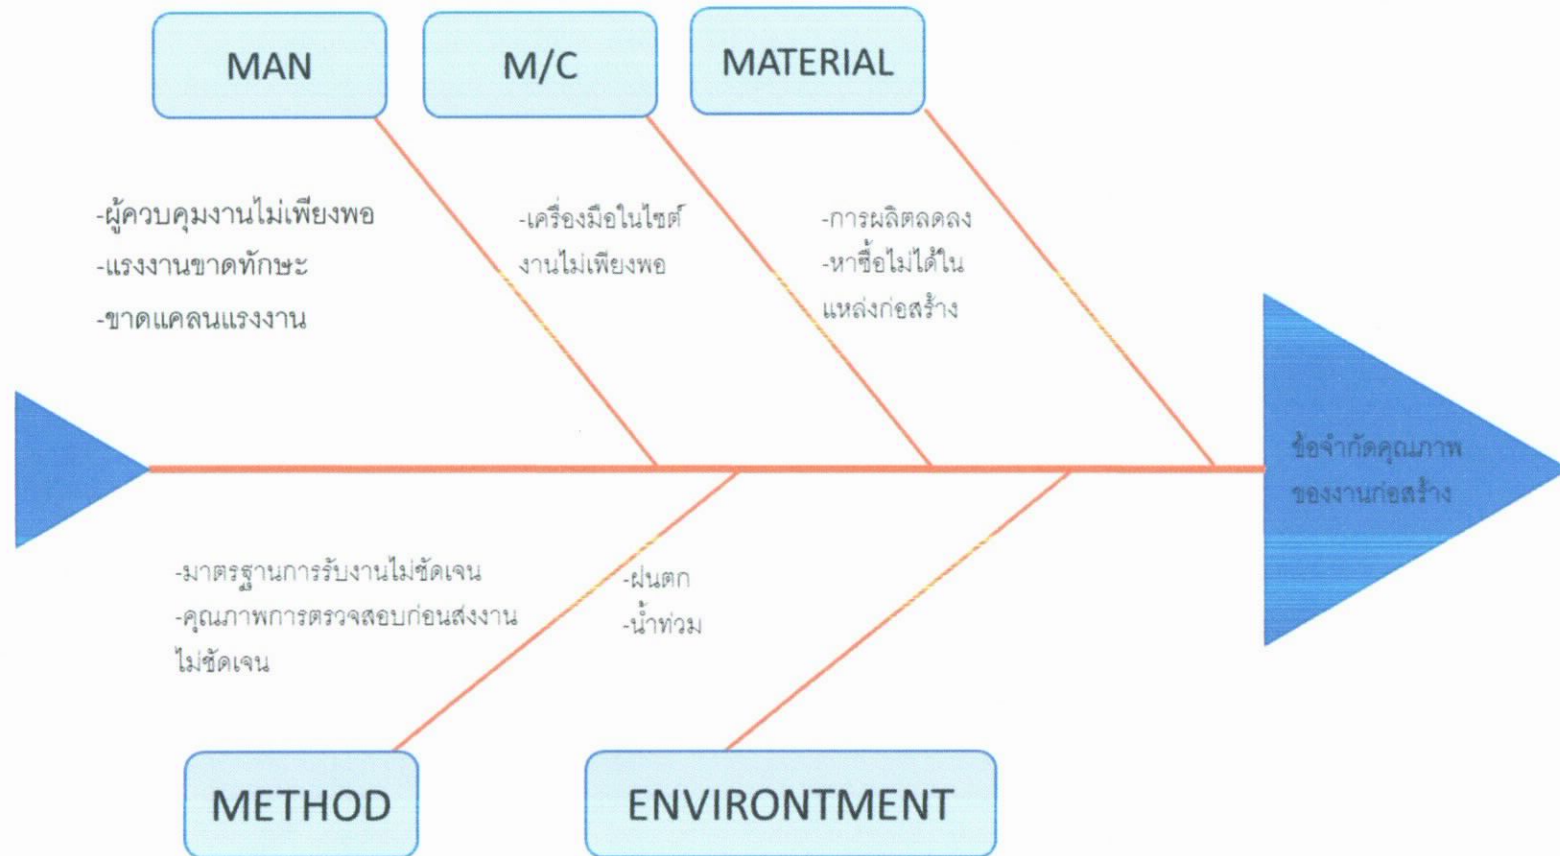 MAN
M/C
MATERIAL
-ผู้ควบคุมงานไม่เพียงพอ
-แรงงานขาดทักษะ
-ขาดแคลนแรงงาน
-เครื่องมือในไซต์
งานไม่เพียงพอ
-การผลิตลดลง
-หาซื้อไม่ได้ใน
แหล่งก่อสร้าง
ข้อจำกัดคุณภาพ
ของงานก่อสร้าง
-มาตรฐานการรับงานไม่ชัดเจน
-คุณภาพการตรวจสอบก่อนส่งงาน
ไม่ชัดเจน
-ฝนตก
-น้ำท่วม
METHOD
ENVIRONTMENT